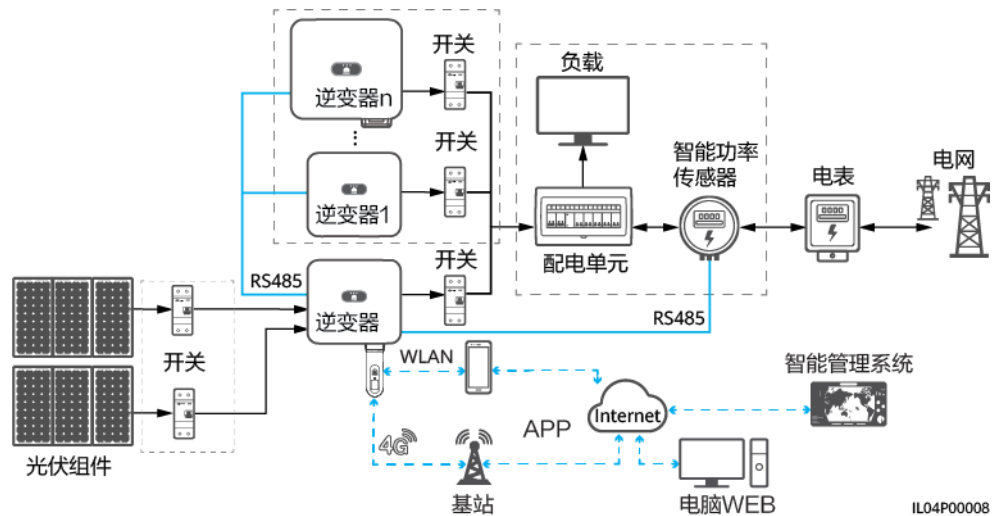 开关
逆变器n
负载
开关
智能功率
传感器
电网
电表
逆变器1
0000
0000
配电单元
开关
RS485
逆变器
RS485
开关
WLAN
智能管理系统
Internet
APP
4G
光伏组件
基站
电脑WEB
IL04P00008